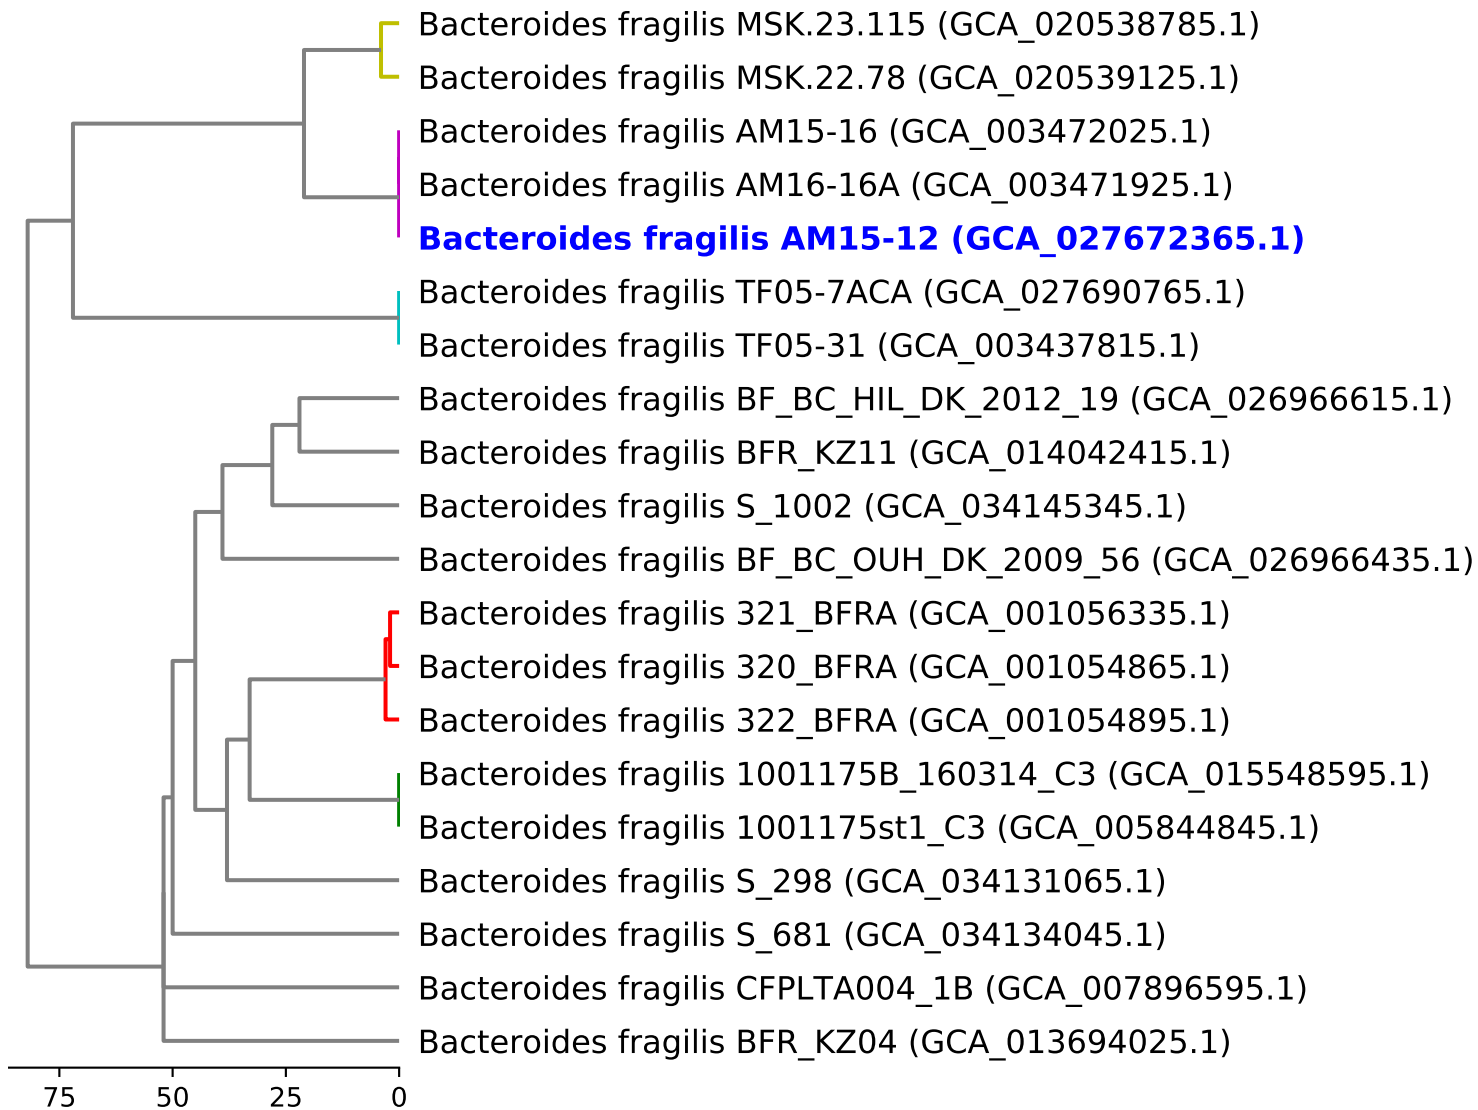 Bacteroides fragilis MSK.23.115 (GCA_020538785.1)
Bacteroides fragilis MSK.22.78 (GCA_020539125.1)
Bacteroides fragilis AM15-16 (GCA_003472025.1)
Bacteroides fragilis AM16-16A (GCA_003471925.1)
Bacteroides fragilis AM15-12 (GCA_027672365.1)
Bacteroides fragilis TF05-7ACA (GCA_027690765.1)
Bacteroides fragilis TF05-31 (GCA_003437815.1)
Bacteroides fragilis BF_BC_HIL_DK_2012_19 (GCA_026966615.1)
Bacteroides fragilis BFR_KZ11 (GCA_014042415.1)
Bacteroides fragilis S_1002 (GCA_034145345.1)
Bacteroides fragilis BF_BC_OUH_DK_2009_56 (GCA_026966435.1)
Bacteroides fragilis 321_BFRA (GCA_001056335.1)
Bacteroides fragilis 320_BFRA (GCA_001054865.1)
Bacteroides fragilis 322_BFRA (GCA_001054895.1)
Bacteroides fragilis 1001175B_160314_C3 (GCA_015548595.1)
Bacteroides fragilis 1001175st1_C3 (GCA_005844845.1)
Bacteroides fragilis S_298 (GCA_034131065.1)
Bacteroides fragilis S_681 (GCA_034134045.1)
Bacteroides fragilis CFPLTA004_1B (GCA_007896595.1)
Bacteroides fragilis BFR_KZ04 (GCA_013694025.1)
75 50 25 0